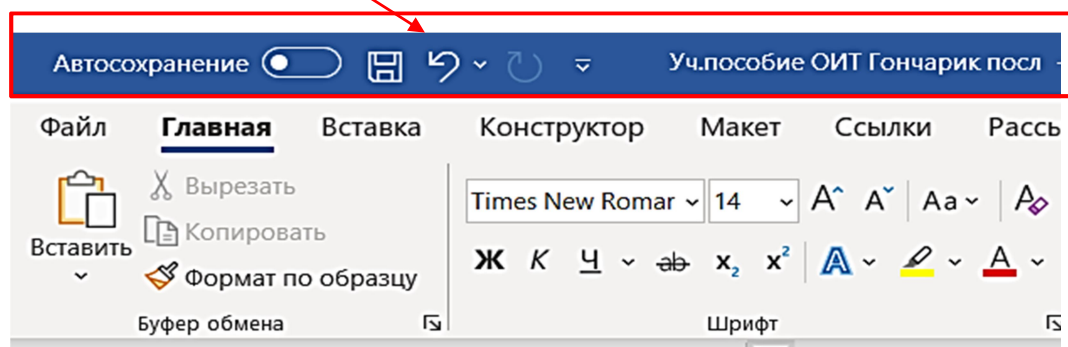 Автосохранение Уч.пособие ОИТ Гончарик посл -
Файл Главная Вставка Конструктор Макет Ссылки Рассы
Вырезать
Times New Romar 14 A A Aa A
Копировать
Вставить
Ж К Ч ab x₂ x² A A
Формат по образцу
Буфер обмена Шрифт